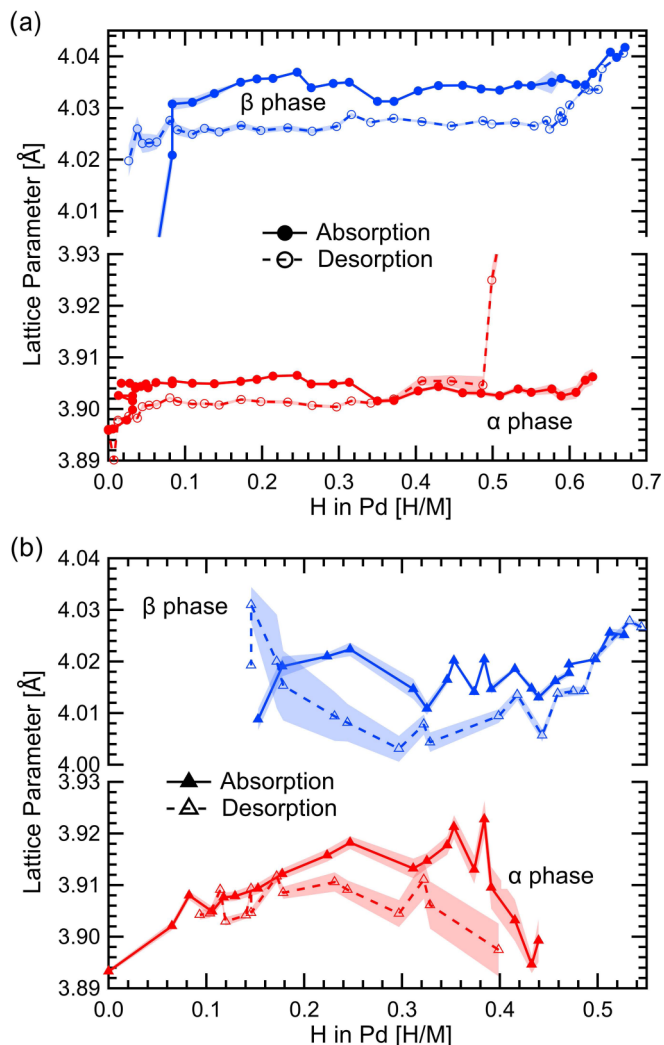 (a)
4.04
4.03
4.02
4.01
3.93
3.92
3.91
3.90
3.89
Lattice Parameter [Å]
β phase
Absorption
Desorption
α phase
0.0 0.1 0.2 0.3 0.4 0.5 0.6 0.7
H in Pd [H/M]
(b)
4.04
4.03
4.02
4.01
4.00
3.93
3.92
3.91
3.90
3.89
Lattice Parameter [Å]
β phase
Absorption
Desorption
α phase
0.0 0.1 0.2 0.3 0.4 0.5
H in Pd [H/M]